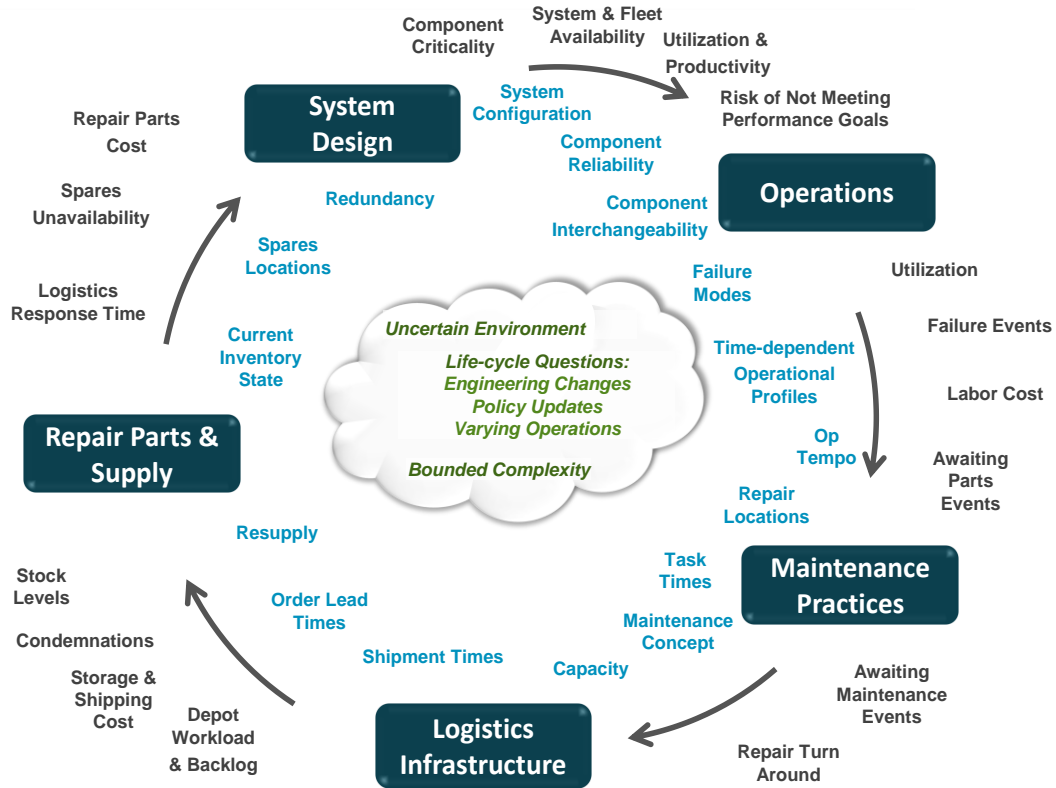 Component
Criticality
System & Fleet
Availability
Utilization &
Productivity
Risk of Not Meeting
Performance Goals
System
Design
System
Configuration
Component
Reliability
Component
Interchangeability
Operations
Repair Parts
Cost
Spares
Unavailability
Logistics
Response Time
Redundancy
Spares
Locations
Current
Inventory
State
Failure
Modes
Time-dependent
Operational
Profiles
Op
Tempo
Repair
Locations
Utilization
Failure Events
Labor Cost
Awaiting
Parts
Events
Uncertain Environment
Life-cycle Questions:
Engineering Changes
Policy Updates
Varying Operations
Bounded Complexity
Repair Parts &
Supply
Resupply
Order Lead
Times
Shipment Times
Capacity
Maintenance
Concept
Task
Times
Maintenance
Practices
Stock
Levels
Condemnations
Storage &
Shipping
Cost
Depot
Workload
& Backlog
Logistics
Infrastructure
Awaiting
Maintenance
Events
Repair Turn
Around